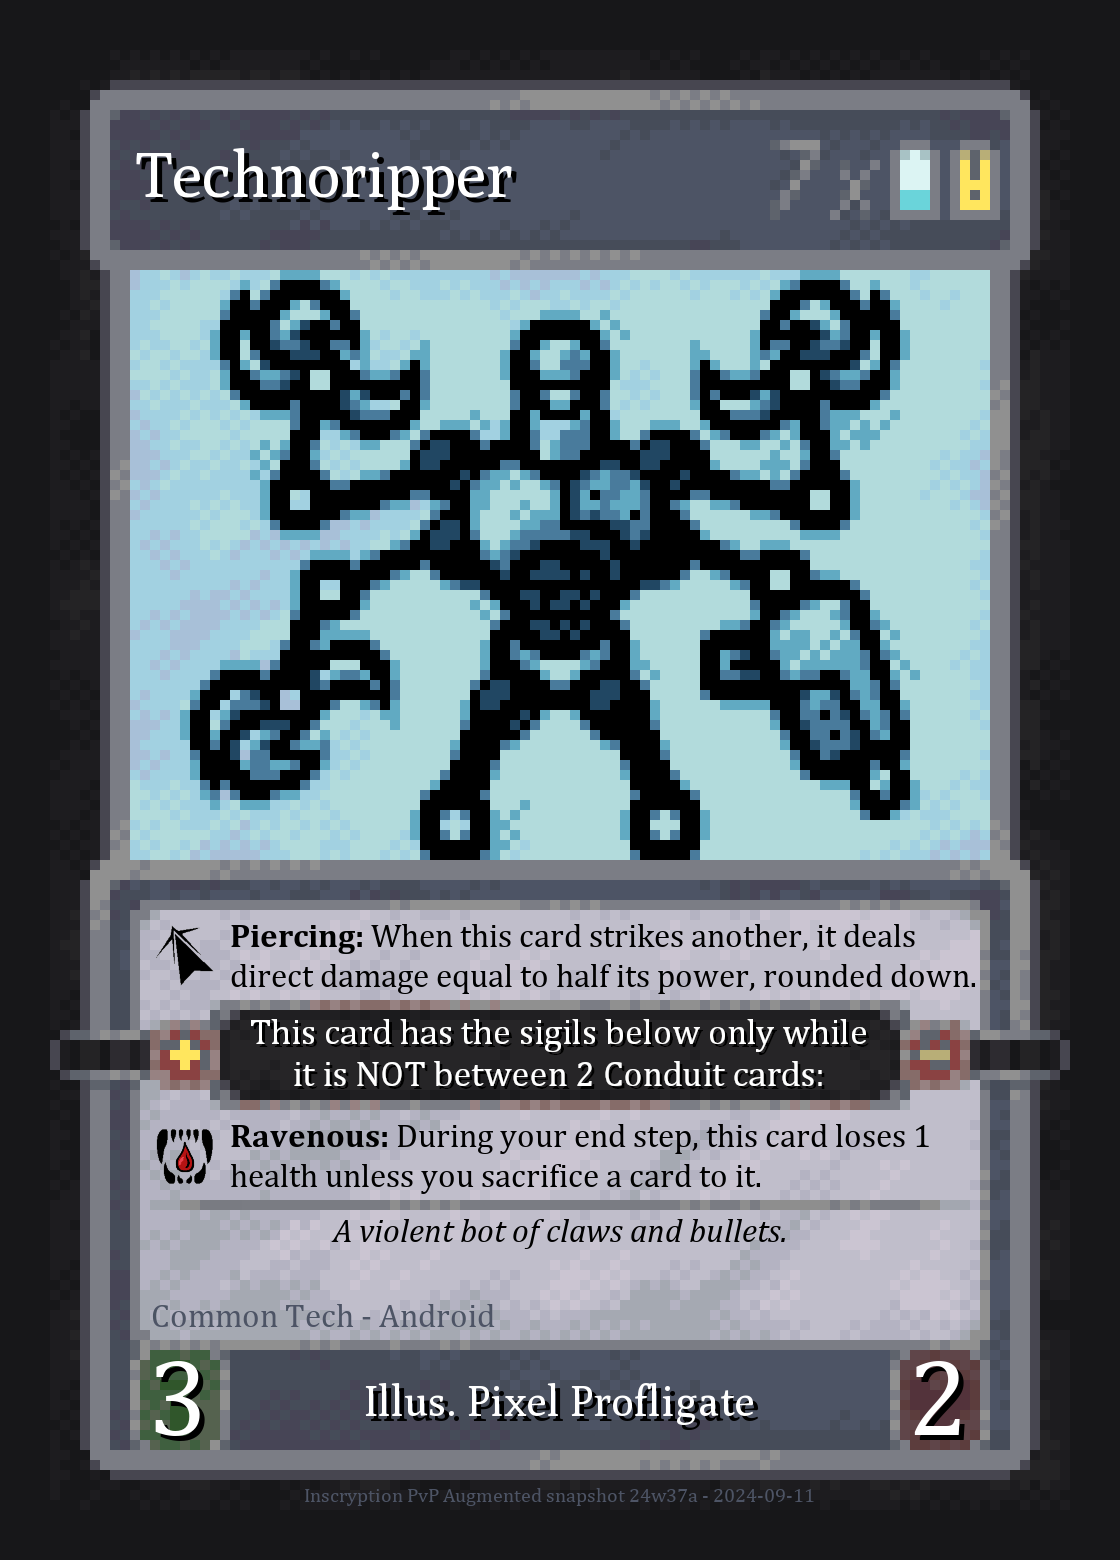 Technoripper 7x
Piercing: When this card strikes another, it deals
direct damage equal to half its power, rounded down.
This card has the sigils below only while
it is NOT between 2 Conduit cards:
Ravenous: During your end step, this card loses 1
health unless you sacrifice a card to it.
A violent bot of claws and bullets.
Common Tech - Android
3 Illus. Pixel Profligate 2
Inscryption PvP Augmented snapshot 24w37a - 2024-09-11